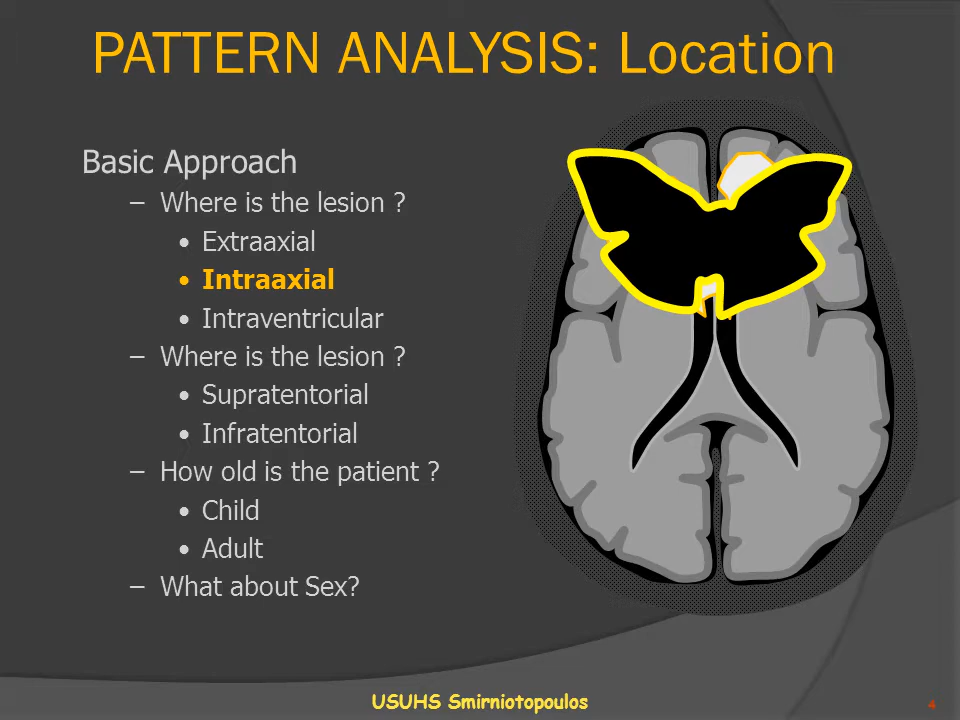 PATTERN ANALYSIS: Location
Basic Approach
– Where is the lesion ?
• Extraaxial
• Intraaxial
• Intraventricular
– Where is the lesion ?
• Supratentorial
• Infratentorial
– How old is the patient ?
• Child
• Adult
– What about Sex?
USUHS Smirniotopoulos
4